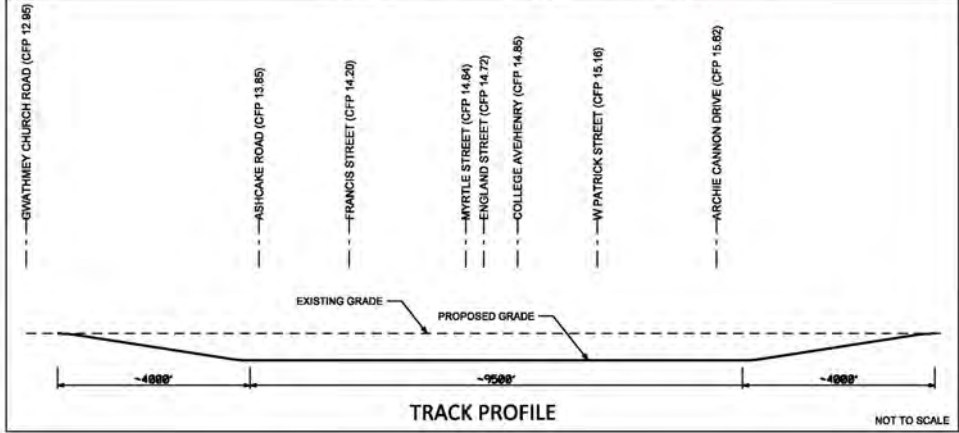 GWATHMEY CHURCH ROAD (CFP 12.95)
ASHCAKE ROAD (CFP 13.85)
FRANCIS STREET (CFP 14.20)
MYRTLE STREET (CFP 14.64)
ENGLAND STREET (CFP 14.72)
COLLEGE AVE/HENRY (CFP 14.85)
W PATRICK STREET (CFP 15.16)
ARCHIE CANNON DRIVE (CFP 15.62)
EXISTING GRADE
PROPOSED GRADE
~4000' ~9500' ~4000'
TRACK PROFILE
NOT TO SCALE